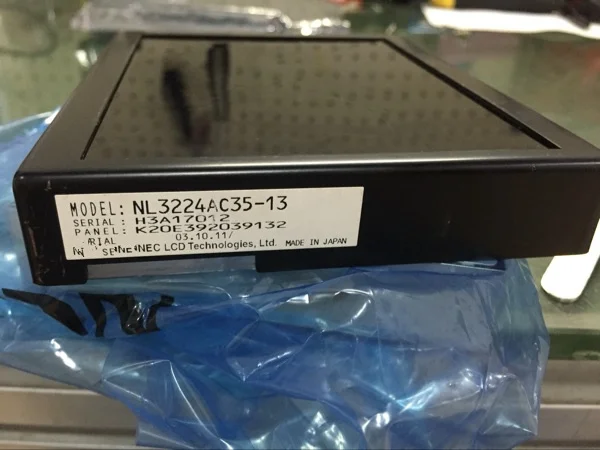 MODEL: NL3224AC35-13
SERIAL : H3A17012
PANEL: K20E392039132
03.10.11/
NEC LCD Technologies, Ltd. MADE IN JAPAN